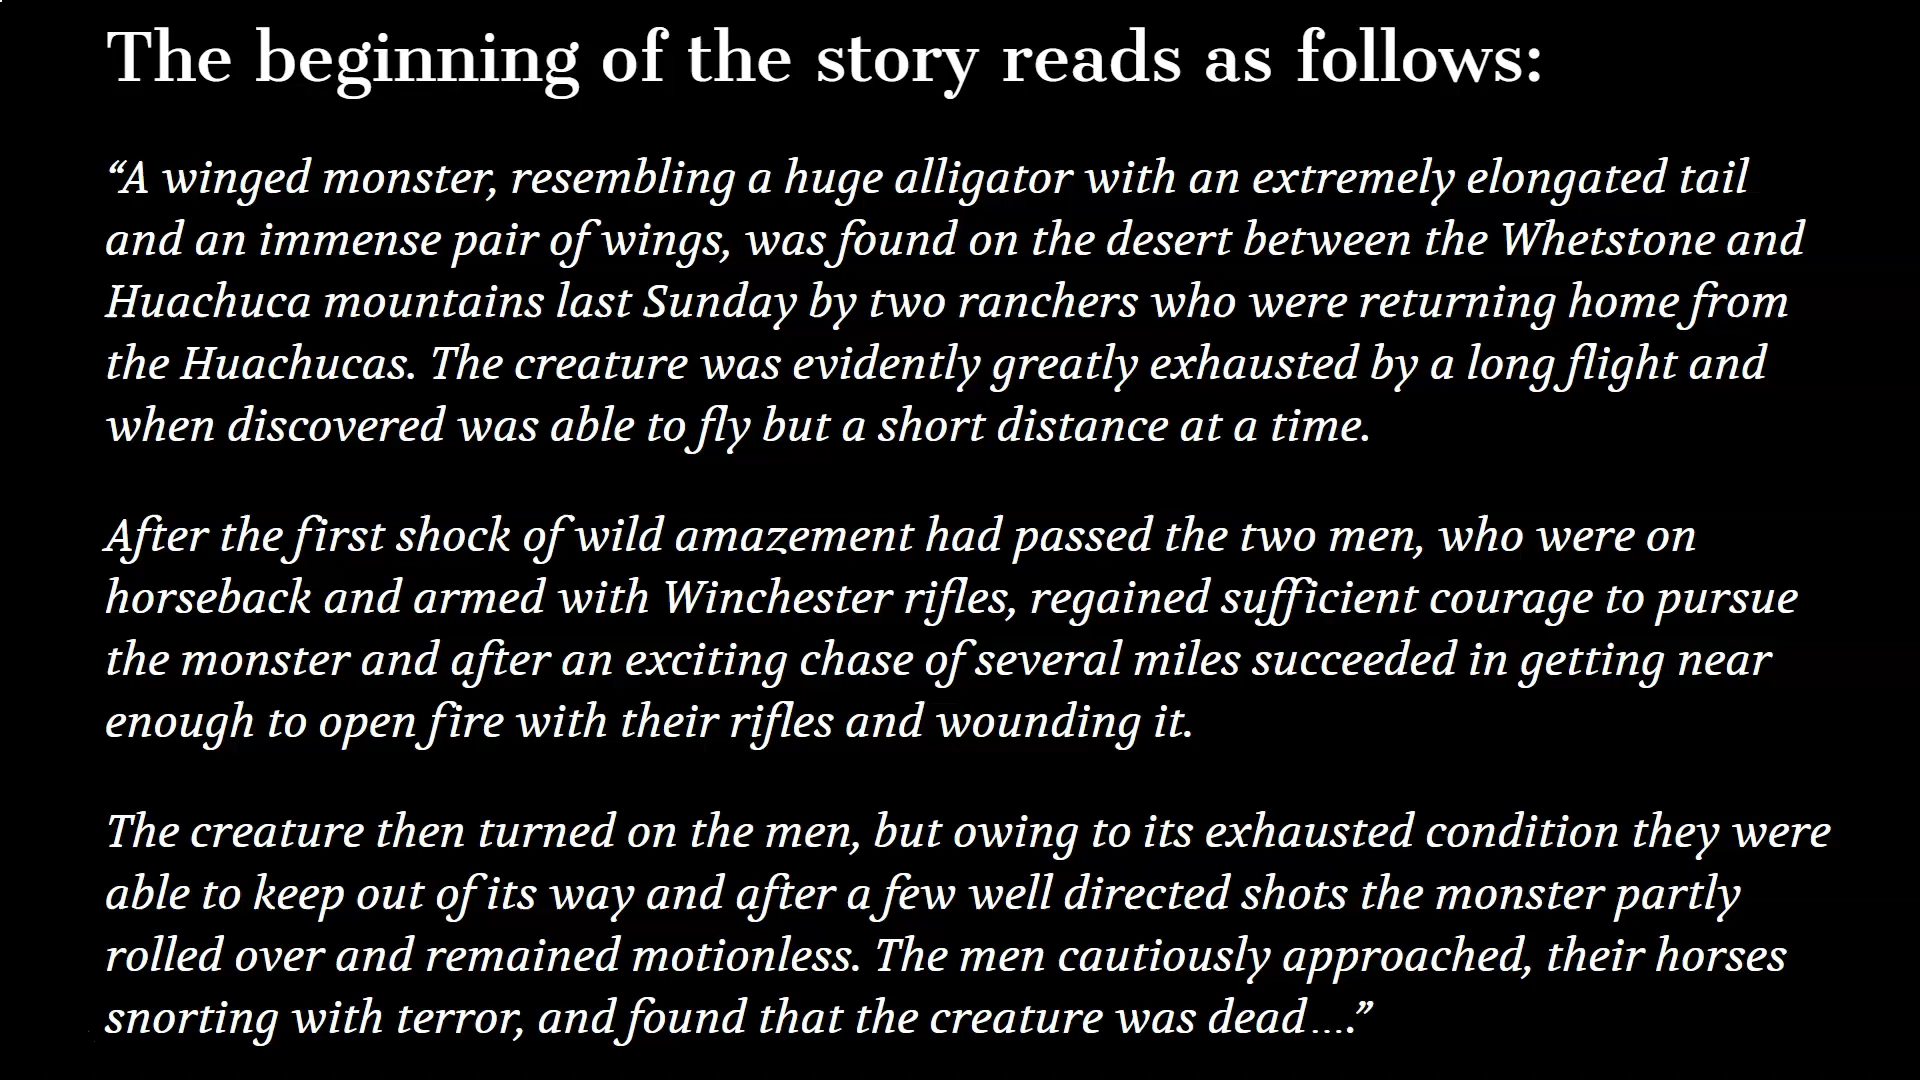 The beginning of the story reads as follows:
“A winged monster, resembling a huge alligator with an extremely elongated tail
and an immense pair of wings, was found on the desert between the Whetstone and
Huachuca mountains last Sunday by two ranchers who were returning home from
the Huachucas. The creature was evidently greatly exhausted by a long flight and
when discovered was able to fly but a short distance at a time.
After the first shock of wild amazement had passed the two men, who were on
horseback and armed with Winchester rifles, regained sufficient courage to pursue
the monster and after an exciting chase of several miles succeeded in getting near
enough to open fire with their rifles and wounding it.
The creature then turned on the men, but owing to its exhausted condition they were
able to keep out of its way and after a few well directed shots the monster partly
rolled over and remained motionless. The men cautiously approached, their horses
snorting with terror, and found that the creature was dead….”